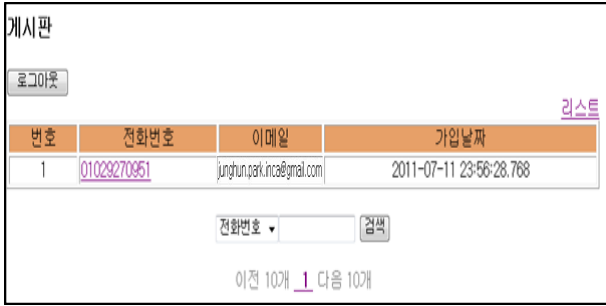 게시판
로그아웃
리스트
번호 전화번호 이메일 가입날짜
1 01029270951 junghun.park.inca@gmail.com 2011-07-11 23:56:28.768
전화번호 검색
이전 10개 1 다음 10개